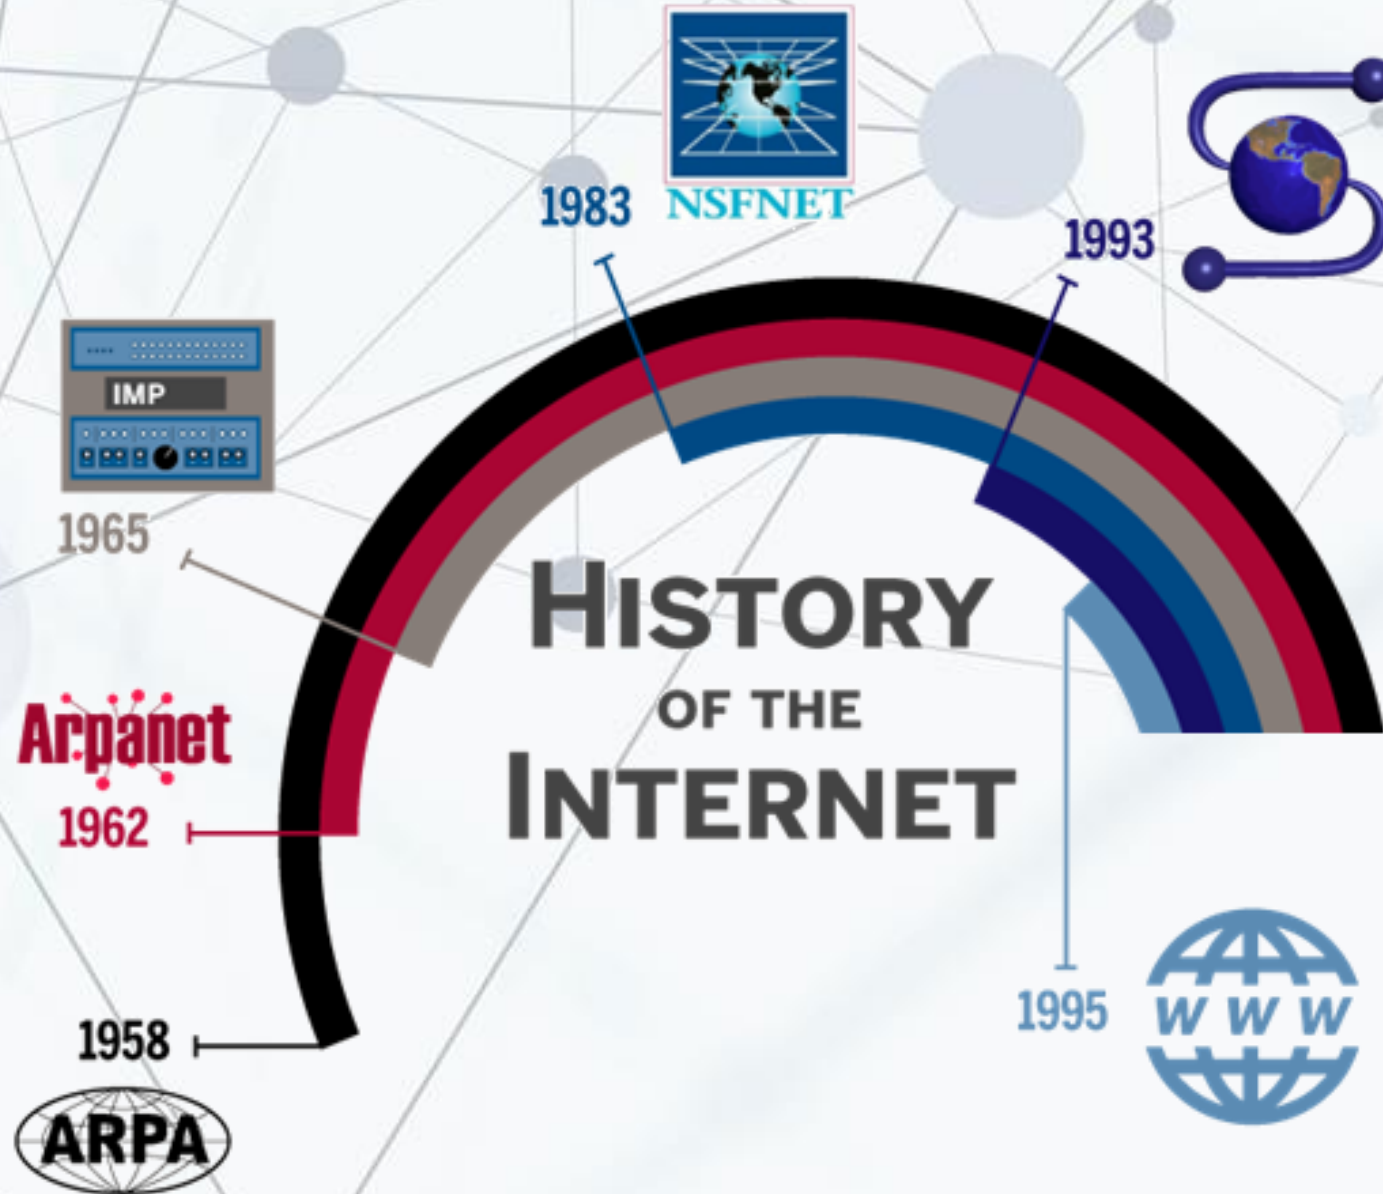 NSFNET
1983
1993
IMP
1965
HISTORY
OF THE
INTERNET
Arpanet
1962
1995
WWW
1958
ARPA